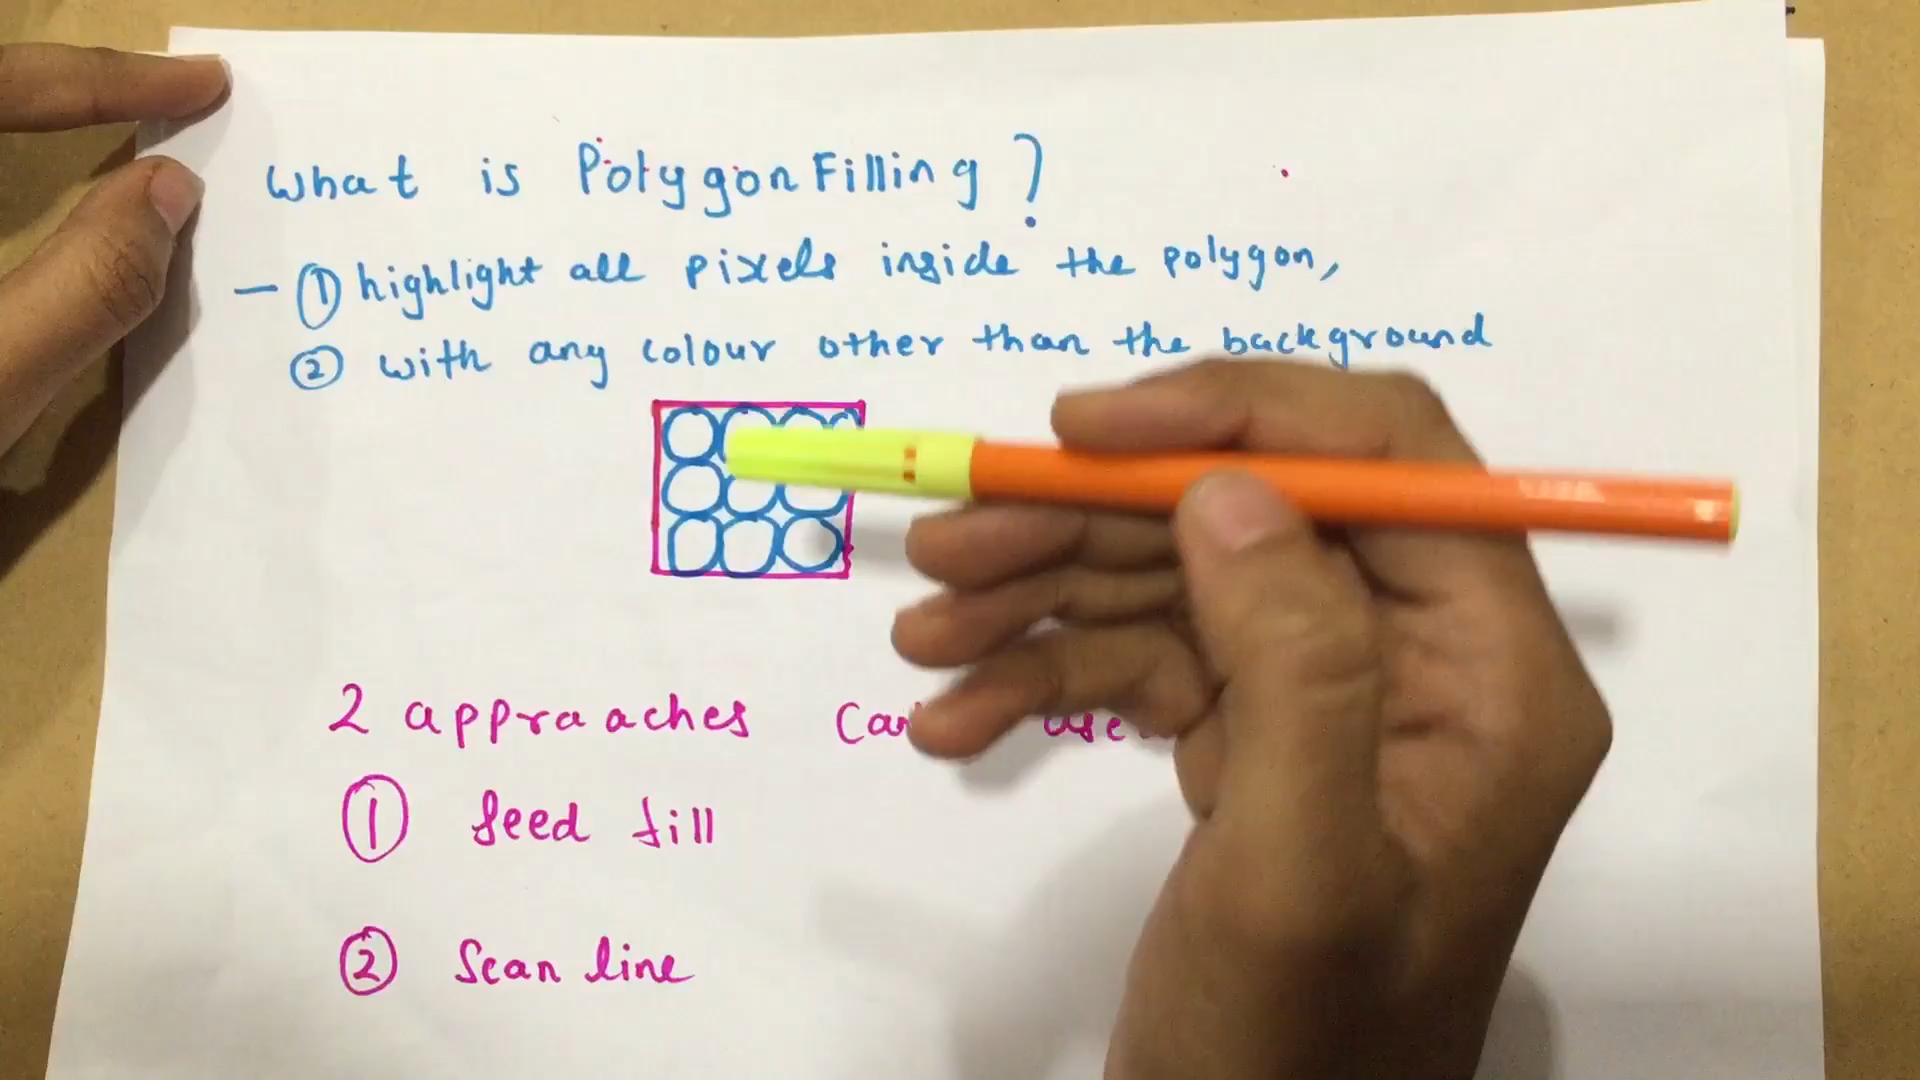 What is Polygon Filling?
- ① highlight all pixels inside the polygon,
② with any colour other than the background
2 appraaches
① Seed fill
② Scan line